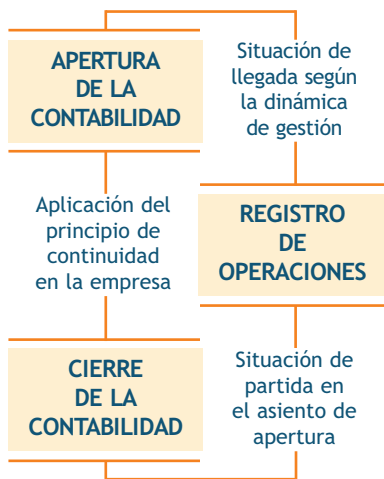 APERTURA
DE LA
CONTABILIDAD
Situación de
llegada según
la dinámica
de gestión
Aplicación del
principio de
continuidad
en la empresa
REGISTRO
DE
OPERACIONES
CIERRE
DE LA
CONTABILIDAD
Situación de
partida en
el asiento de
apertura